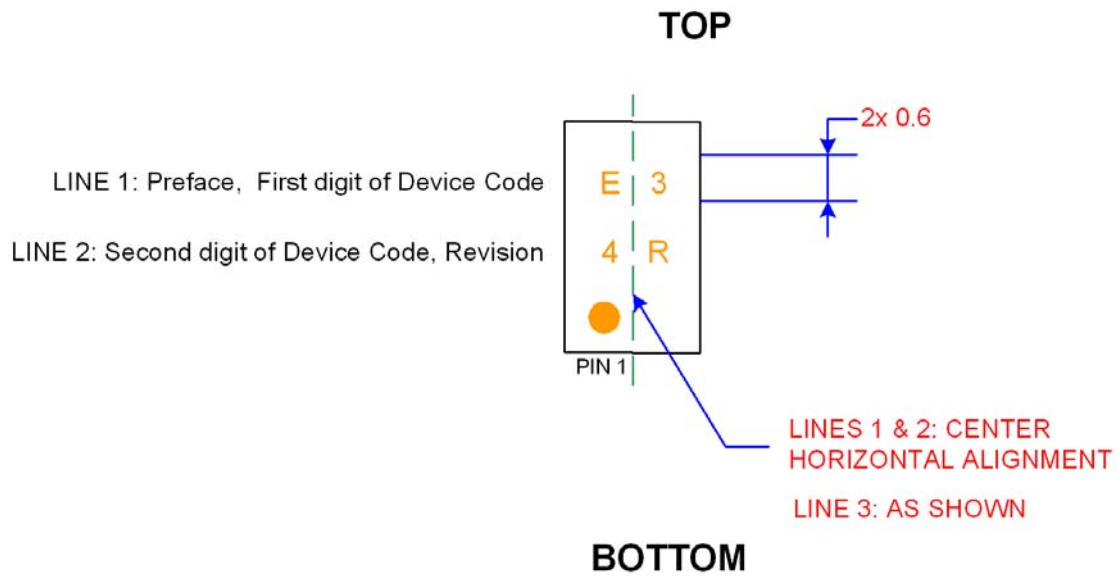 TOP
2x 0.6
LINE 1: Preface, First digit of Device Code
E 3
LINE 2: Second digit of Device Code, Revision
4 R
PIN 1
LINES 1 & 2: CENTER
HORIZONTAL ALIGNMENT
LINE 3: AS SHOWN
BOTTOM